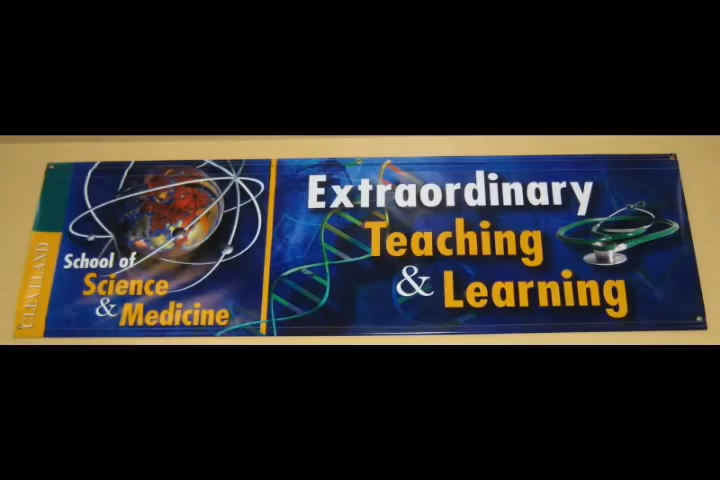 CLEVELAND
School of
Science
& Medicine
Extraordinary
Teaching
& Learning